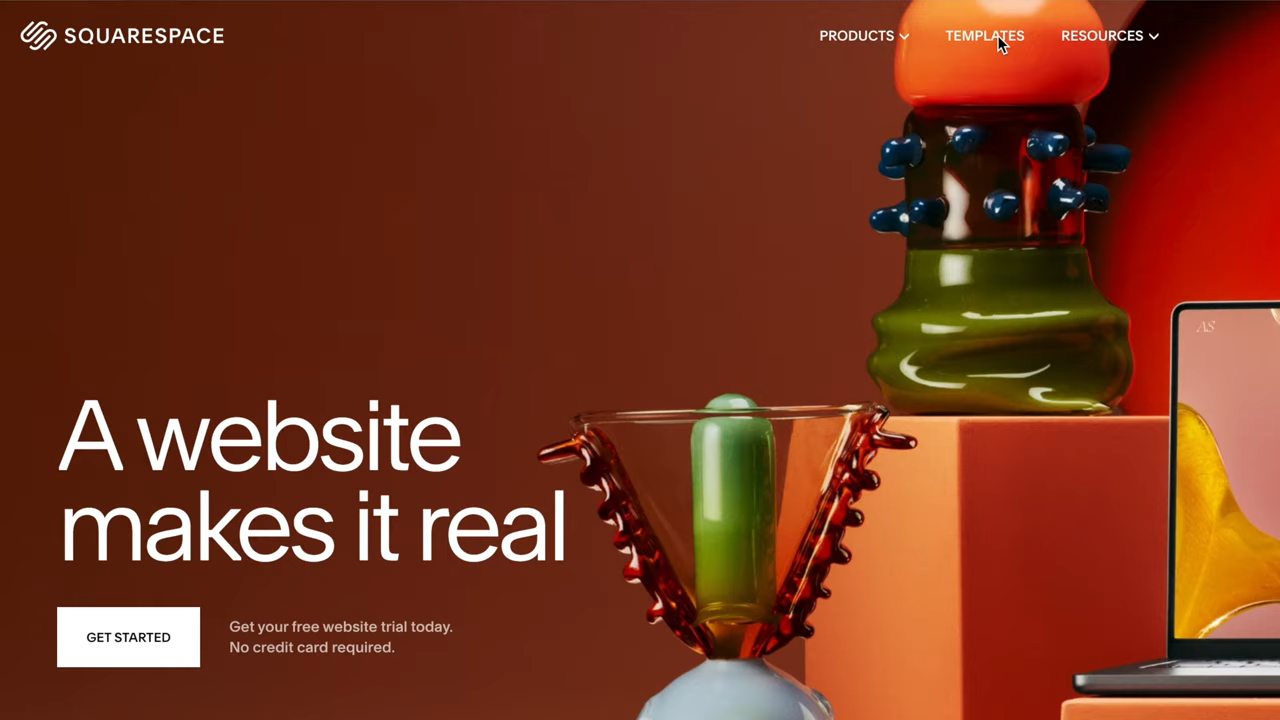 SQUARESPACE
PRODUCTS
TEMPLATES
RESOURCES
AS
A website
makes it real
GET STARTED
Get your free website trial today.
No credit card required.